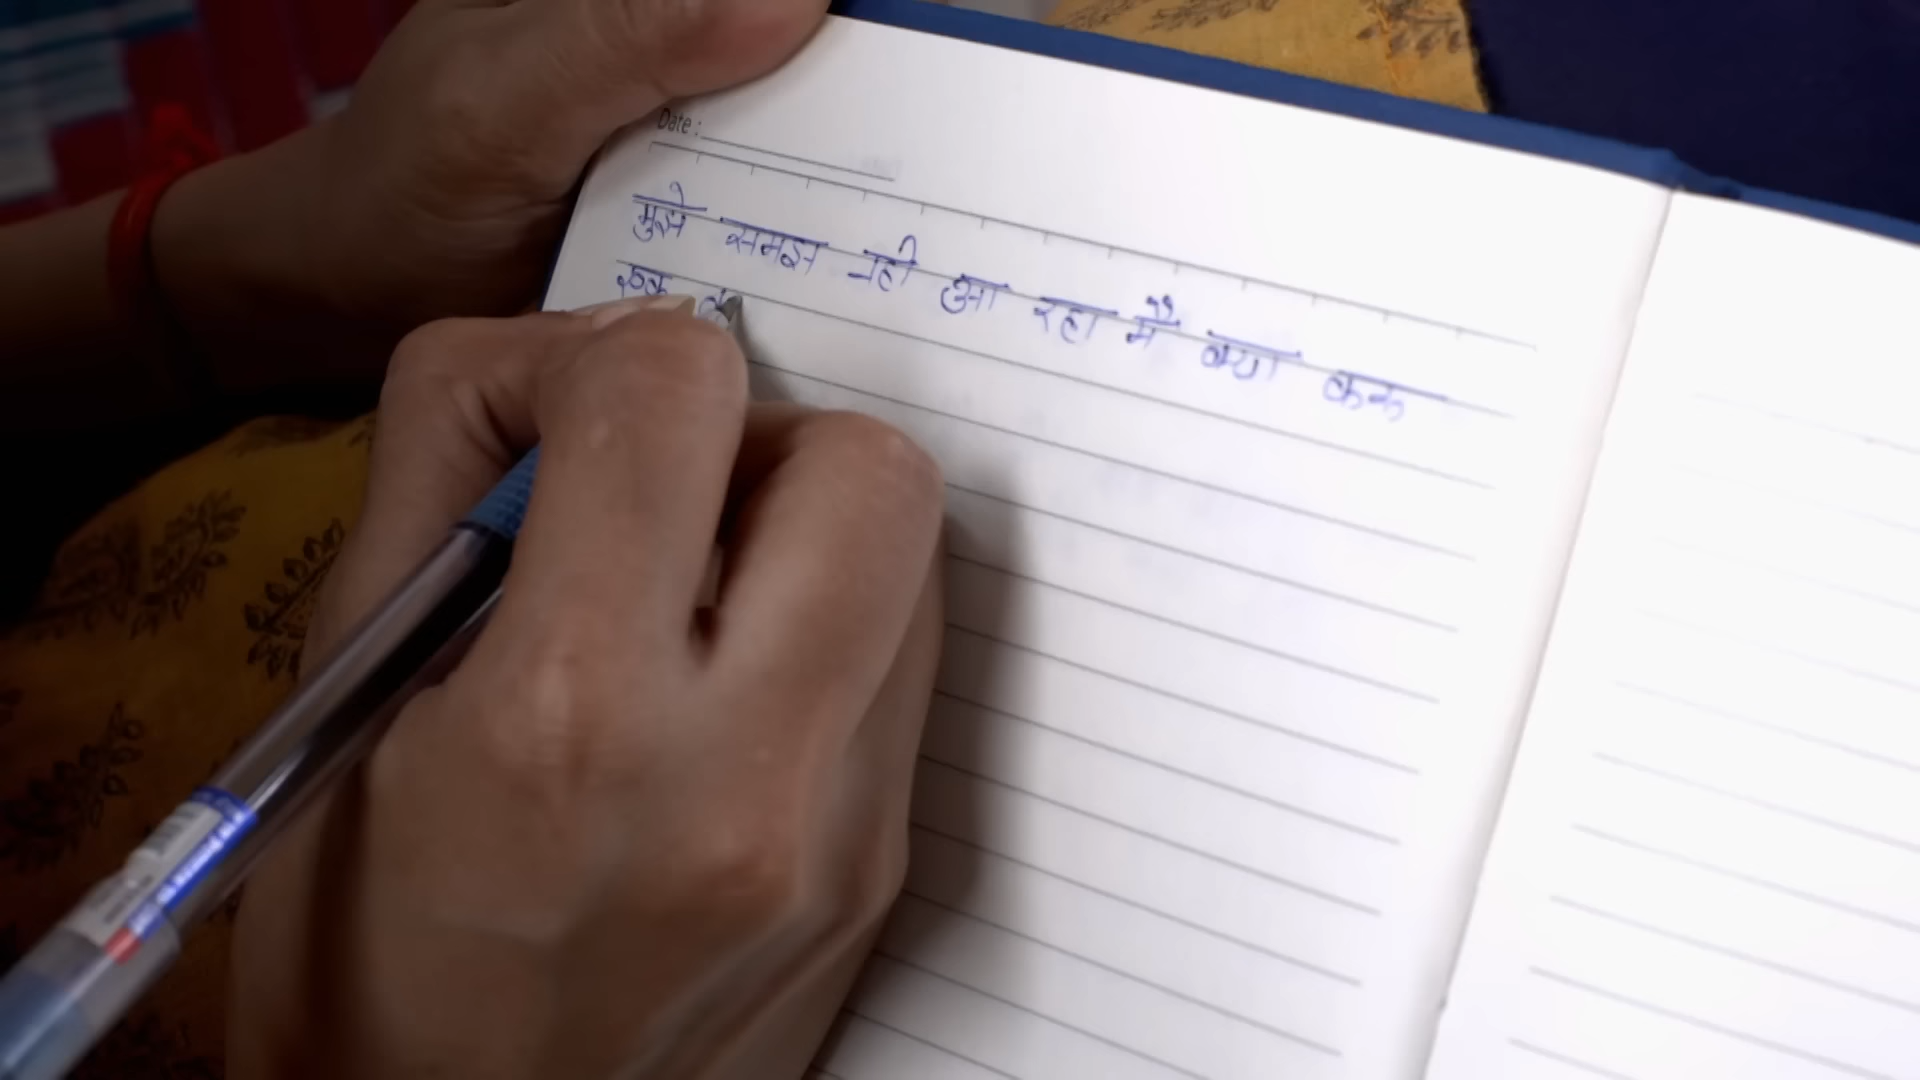 Date :
मुझे समझ नही आ रहा मैं क्या करू
एक